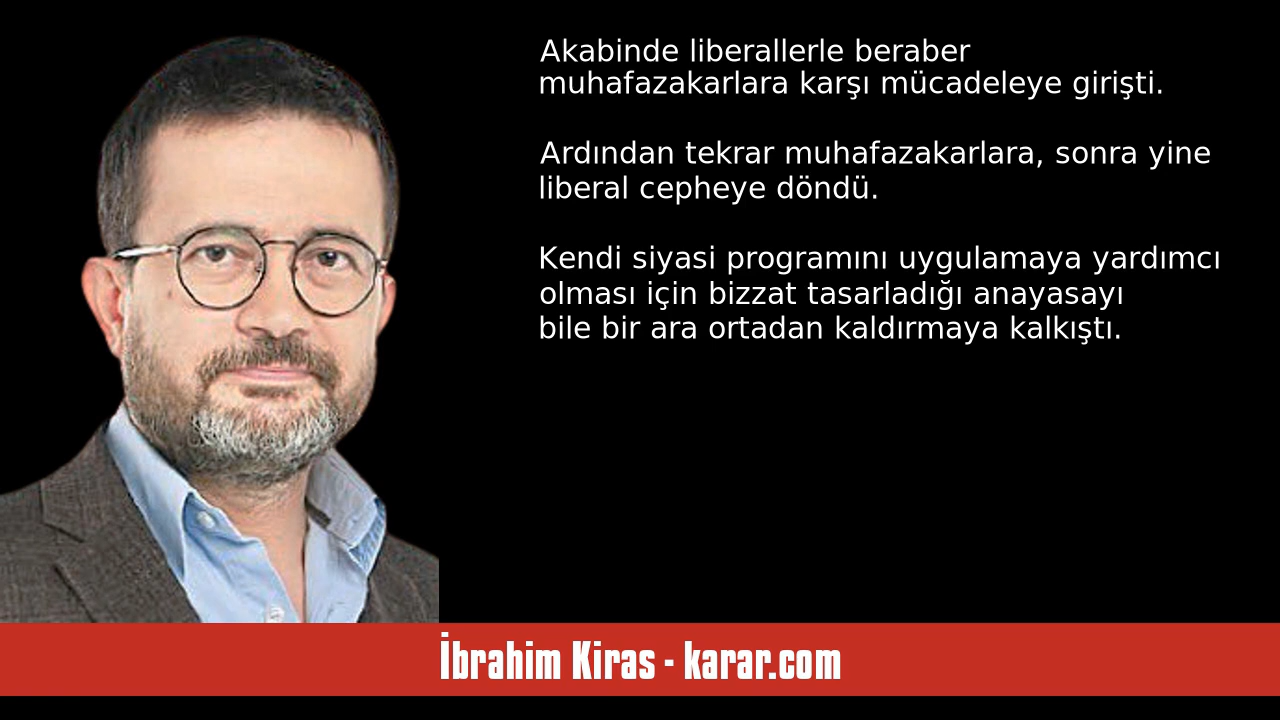 Akabinde liberallerle beraber
muhafazakarlara karşı mücadeleye girişti.
Ardından tekrar muhafazakarlara, sonra yine
liberal cepheye döndü.
Kendi siyasi programını uygulamaya yardımcı
olması için bizzat tasarladığı anayasayı
bile bir ara ortadan kaldırmaya kalkıştı.
İbrahim Kiras - karar.com